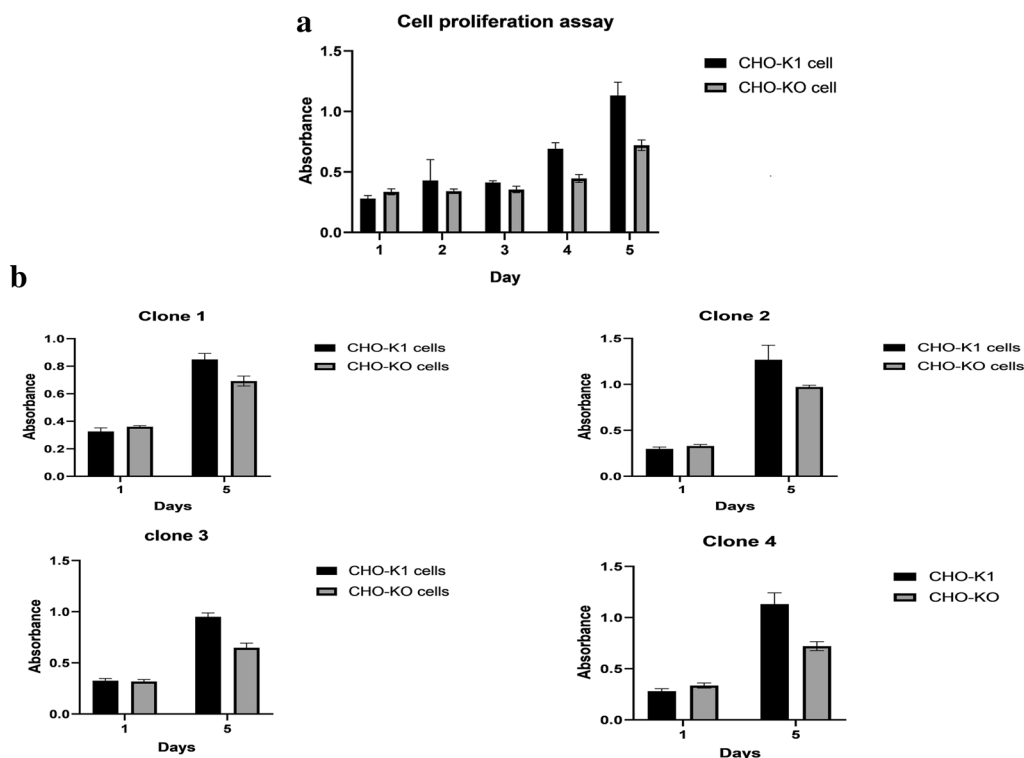 a
Cell proliferation assay
1.5
1.0
0.5
0.0
Absorbance
1 2 3 4 5
Day
CHO-K1 cell
CHO-KO cell
b
Clone 1
1.0
0.8
0.6
0.4
0.2
0.0
Absorbance
1 5
Days
CHO-K1 cells
CHO-KO cells
Clone 2
1.5
1.0
0.5
0.0
Absorbance
1 5
Days
CHO-K1 cells
CHO-KO cells
clone 3
1.5
1.0
0.5
0.0
Absorbance
1 5
Days
CHO-K1 cells
CHO-KO cells
Clone 4
1.5
1.0
0.5
0.0
Absorbance
1 5
Days
CHO-K1
CHO-KO